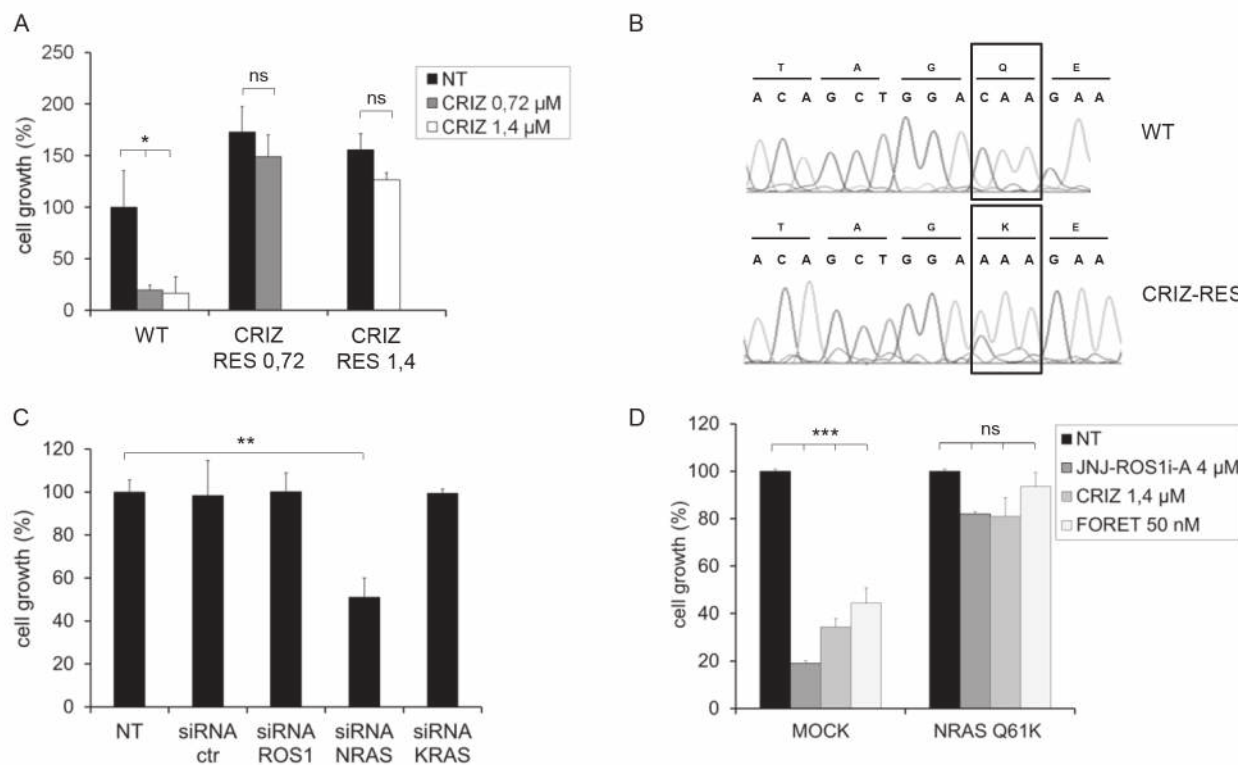 A
250
200
150
100
50
0
cell growth (%)
*
ns
ns
NT
CRIZ 0,72 µM
CRIZ 1,4 µM
WT
CRIZ
RES 0,72
CRIZ
RES 1,4
B
T A G Q E
A C A G C T G G A C A A G A A
WT
T A G K E
A C A G C T G G A A A A G A A
CRIZ-RES
C
120
100
80
60
40
20
0
cell growth (%)
**
NT
siRNA
ctr
siRNA
ROS1
siRNA
NRAS
siRNA
KRAS
D
120
100
80
60
40
20
0
cell growth (%)
***
ns
NT
JNJ-ROS1i-A 4 µM
CRIZ 1,4 µM
FORET 50 nM
MOCK
NRAS Q61K